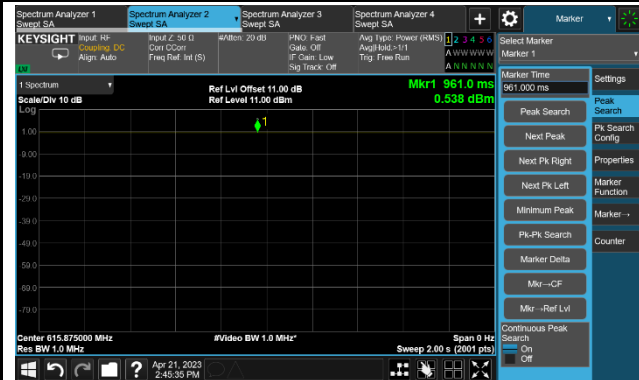 Spectrum Analyzer 1
Swept SA
Spectrum Analyzer 2
Swept SA
Spectrum Analyzer 3
Swept SA
Spectrum Analyzer 4
Swept SA
+
Marker
KEYSIGHT
Input: RF
Coupling: DC
Align: Auto
Input Z: 50 Ω
Corr CCorr
Freq Ref: Int (S)
#Atten: 20 dB
PNO: Fast
Gate: Off
IF Gain: Low
Sig Track: Off
Avg Type: Power (RMS)
Avg|Hold:>1/1
Trig: Free Run
1 2 3 4 5 6
A W W W W W
A N N N N N
Select Marker
Marker 1
1 Spectrum
Scale/Div 10 dB
Log
Ref Lvl Offset 11.00 dB
Ref Level 11.00 dBm
Mkr1 961.0 ms
0.538 dBm
1
1.00
-9.00
-19.0
-29.0
-39.0
-49.0
-59.0
-69.0
-79.0
Center 615.875000 MHz
Res BW 1.0 MHz
#Video BW 1.0 MHz*
Span 0 Hz
Sweep 2.00 s (2001 pts)
Marker Time
961.000 ms
Peak Search
Next Peak
Next Pk Right
Next Pk Left
Minimum Peak
Pk-Pk Search
Marker Delta
Mkr→CF
Mkr→Ref Lvl
Continuous Peak
Search
On
Off
Settings
Peak
Search
Pk Search
Config
Properties
Marker
Function
Marker→
Counter
?
Apr 21, 2023
2:45:35 PM